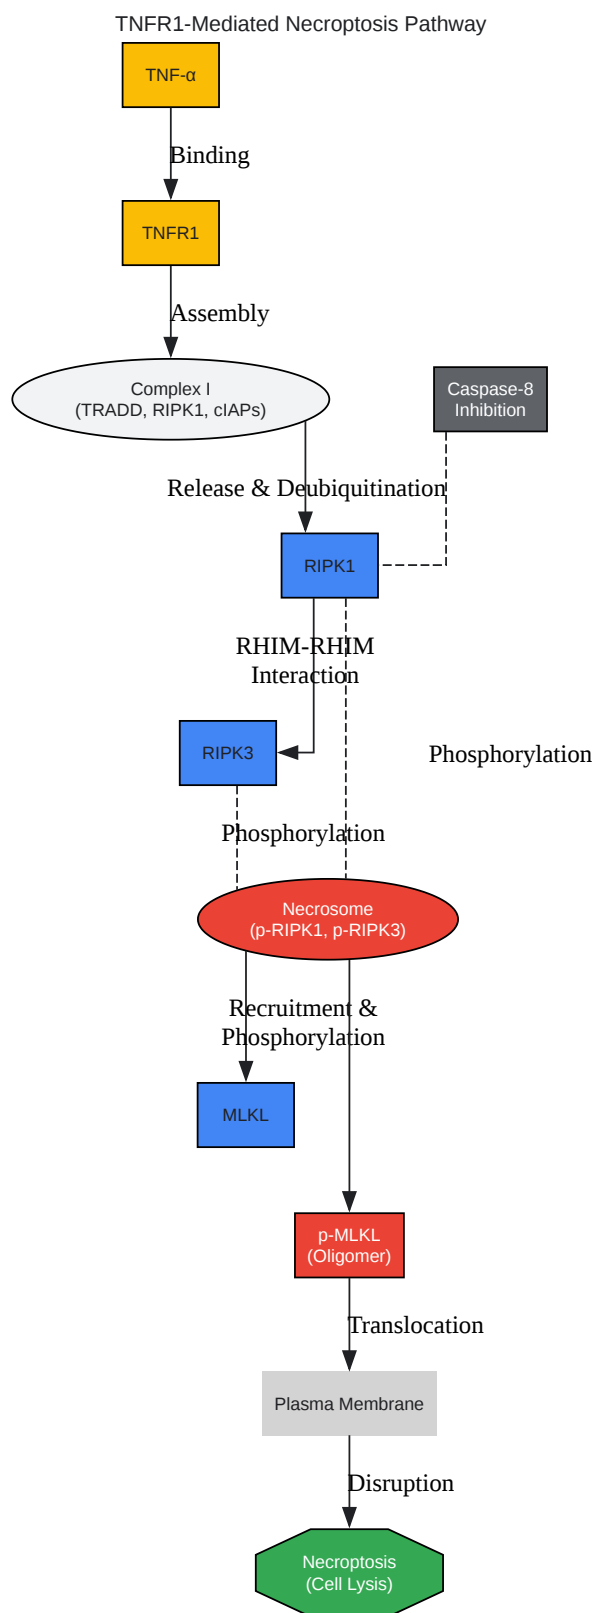 TNFR1-Mediated Necroptosis Pathway
TNF-α
Binding
TNFR1
Assembly
Complex I
(TRADD, RIPK1, cIAPs)
Caspase-8
Inhibition
Release & Deubiquitination
RIPK1
RHIM-RHIM
Interaction
RIPK3
Phosphorylation
Phosphorylation
Necrosome
(p-RIPK1, p-RIPK3)
Recruitment &
Phosphorylation
MLKL
p-MLKL
(Oligomer)
Translocation
Plasma Membrane
Disruption
Necroptosis
(Cell Lysis)